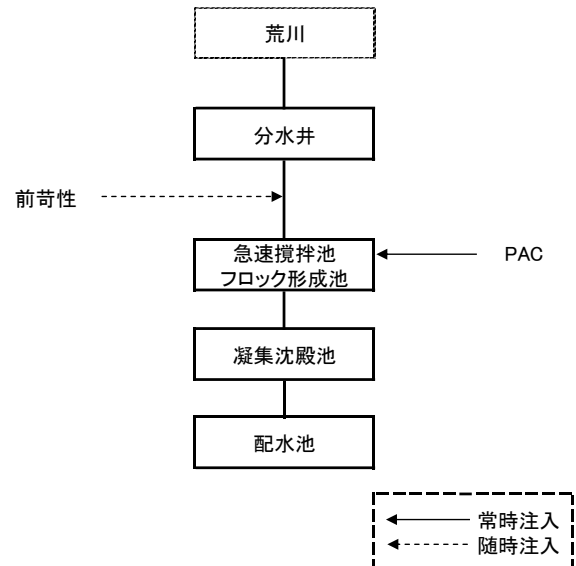 荒川
分水井
前苛性
急速撹拌池
フロック形成池
PAC
凝集沈殿池
配水池
常時注入
随時注入